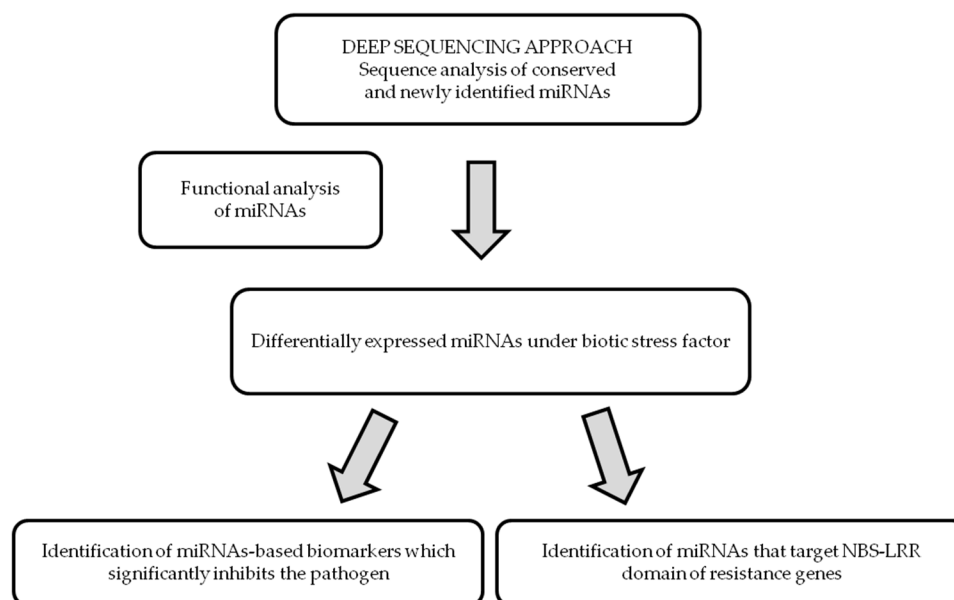 DEEP SEQUENCING APPROACH
Sequence analysis of conserved
and newly identified miRNAs
Functional analysis
of miRNAs
Differentially expressed miRNAs under biotic stress factor
Identification of miRNAs-based biomarkers which
significantly inhibits the pathogen
Identification of miRNAs that target NBS-LRR
domain of resistance genes